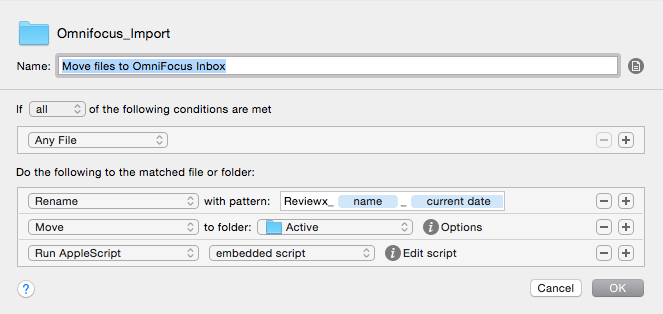 Omnifocus_Import
Name: Move files to OmniFocus Inbox
If all of the following conditions are met
Any File
Do the following to the matched file or folder:
Rename with pattern: Reviewx_ name _ current date
Move to folder: Active i Options
Run AppleScript embedded script i Edit script
? Cancel OK